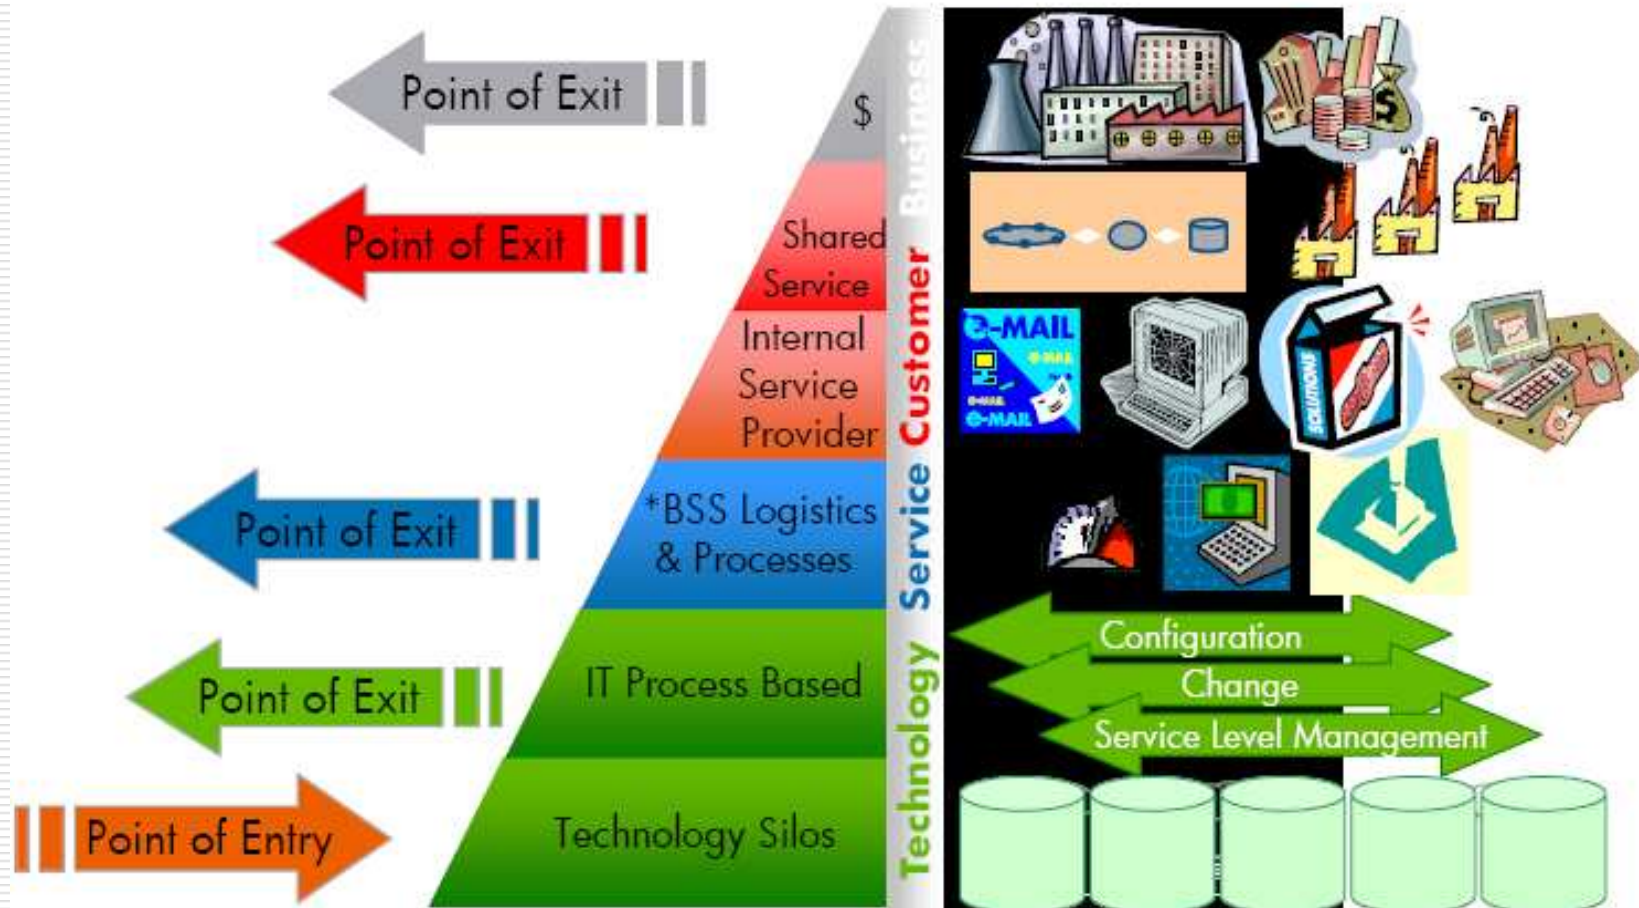 Point of Exit
$
Business
Point of Exit
Shared
Service
Customer
Internal
Service
Provider
e-MAIL
e-MAIL
e-MAIL
e-MAIL
SOLUTIONS
$
Point of Exit
*BSS Logistics
& Processes
Service
Point of Exit
IT Process Based
Technology
Configuration
Change
Service Level Management
Point of Entry
Technology Silos